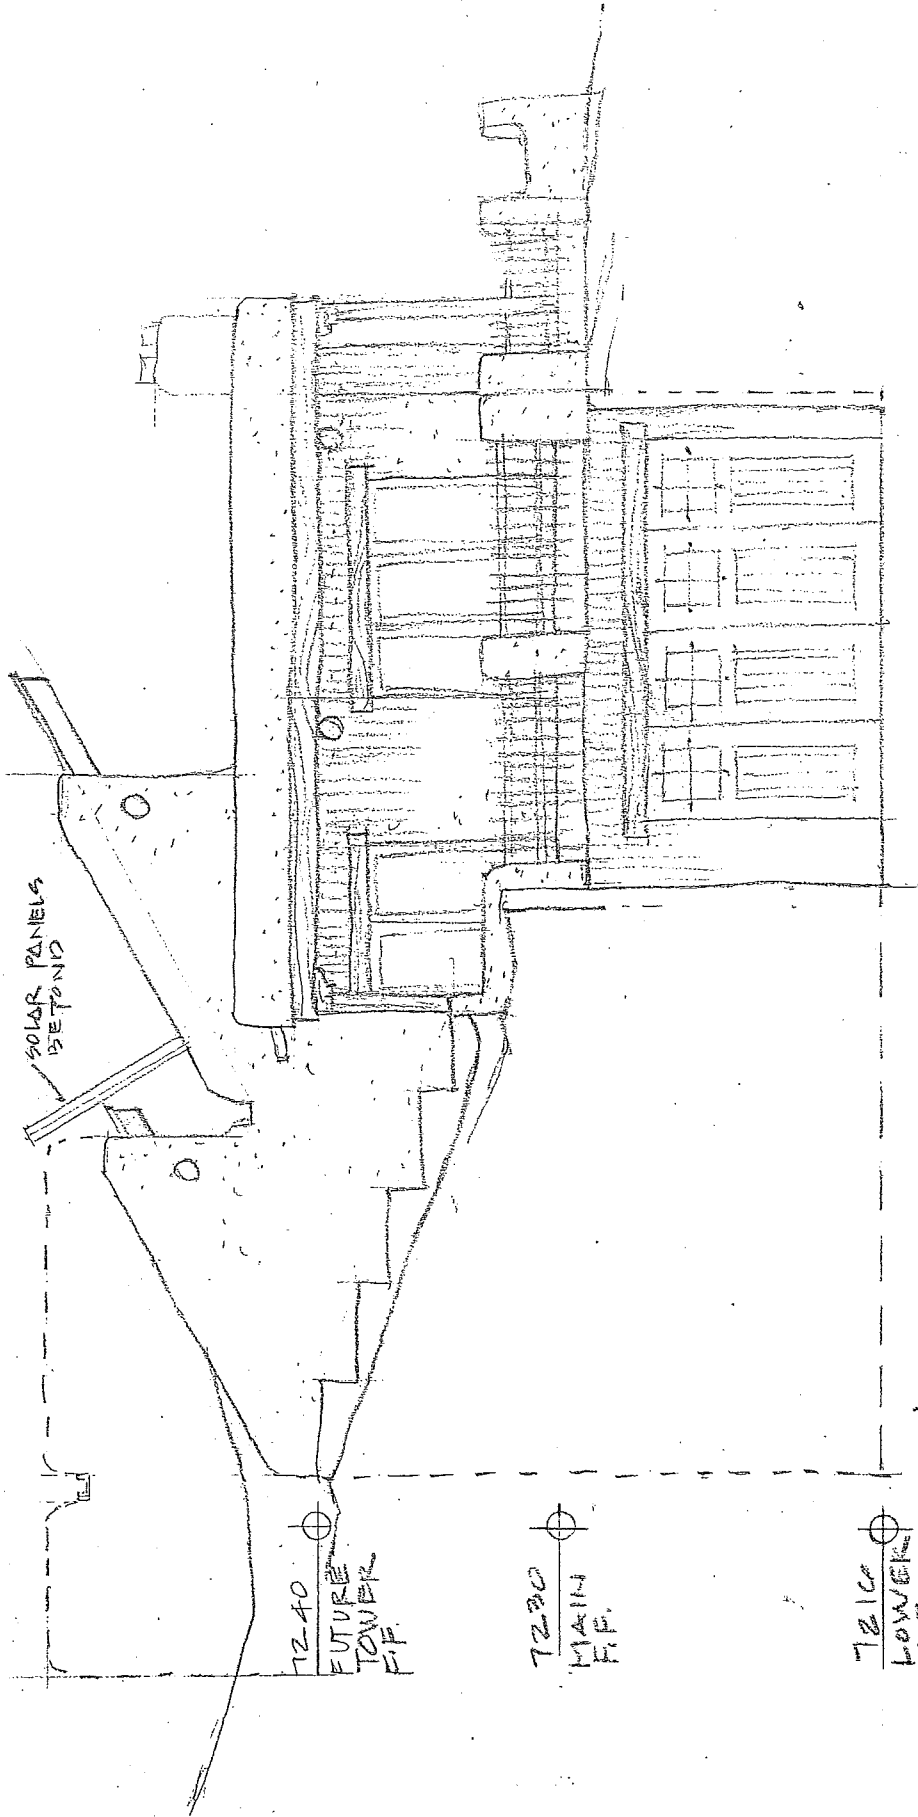 SOLAR PANELS
BEYOND
7240
FUTURE
TOWER
F.F.
7230
MAIN
F.F.
7216
LOWER